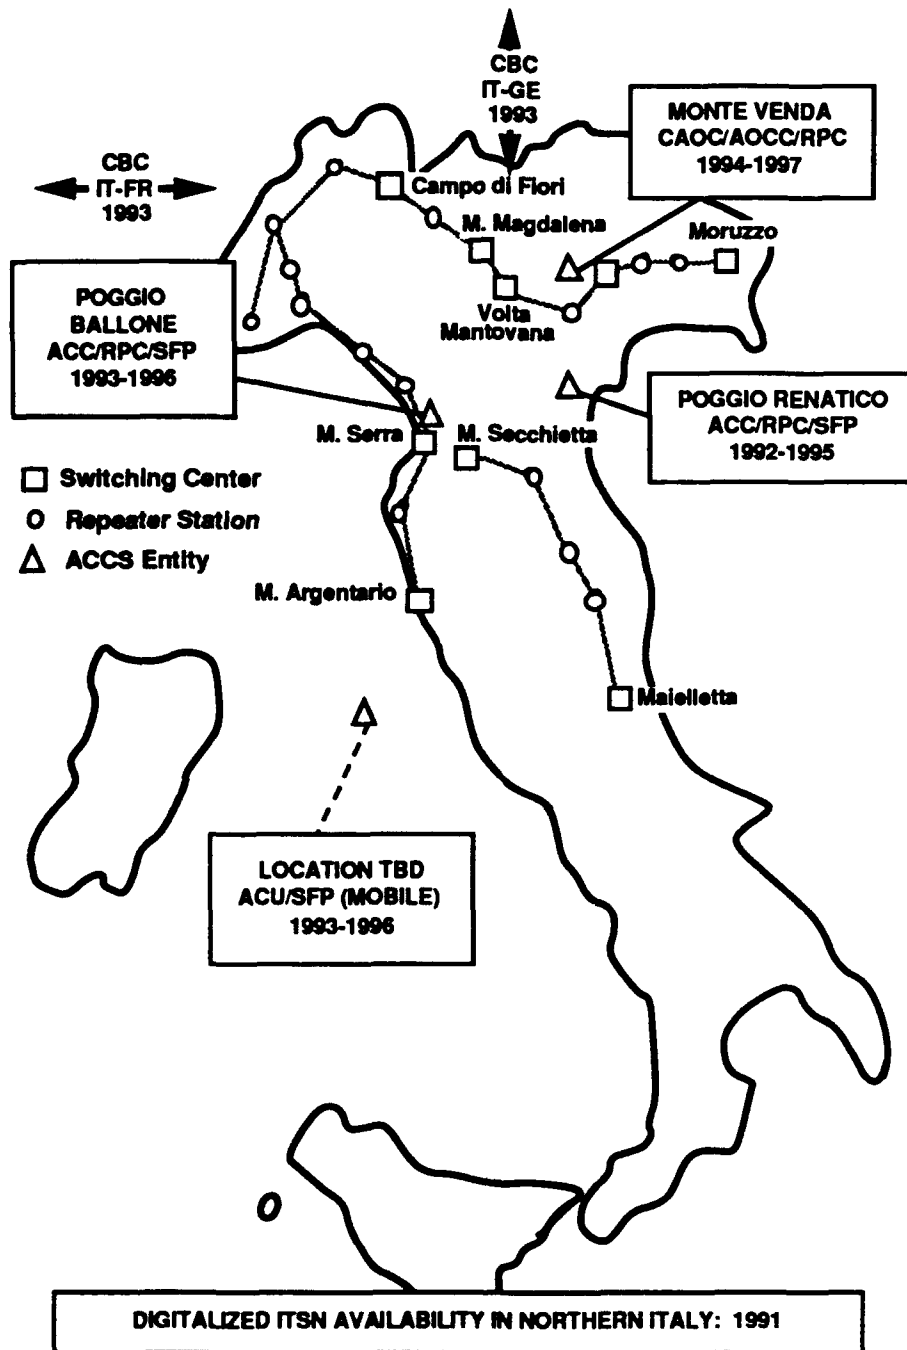 CBC
IT-GE
1993
MONTE VENDA
CAOC/AOCC/RPC
1994-1997
CBC
IT-FR
1993
Campo di Fiori
M. Magdalena
Moruzzo
Volta
Mantovana
POGGIO
BALLONE
ACC/RPC/SFP
1993-1996
POGGIO RENATICO
ACC/RPC/SFP
1992-1995
M. Serra
M. Secchietta
Switching Center
Repeater Station
ACCS Entity
M. Argentario
Maielletta
LOCATION TBD
ACU/SFP (MOBILE)
1993-1996
DIGITALIZED ITSN AVAILABILITY IN NORTHERN ITALY: 1991